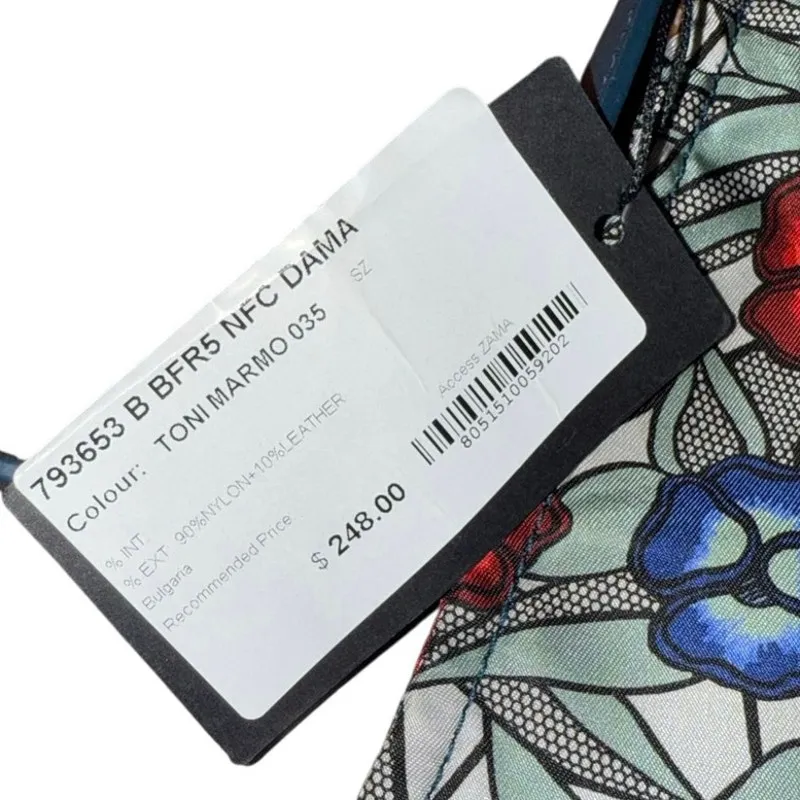 793653 B BFR5 NFC DAMA
Colour: TONI MARMO 035 SZ
% INT.
% EXT 90%NYLON+10%LEATHER
Bulgaria
Recommended Price
$ 248.00
Access ZAMA
8051510059202